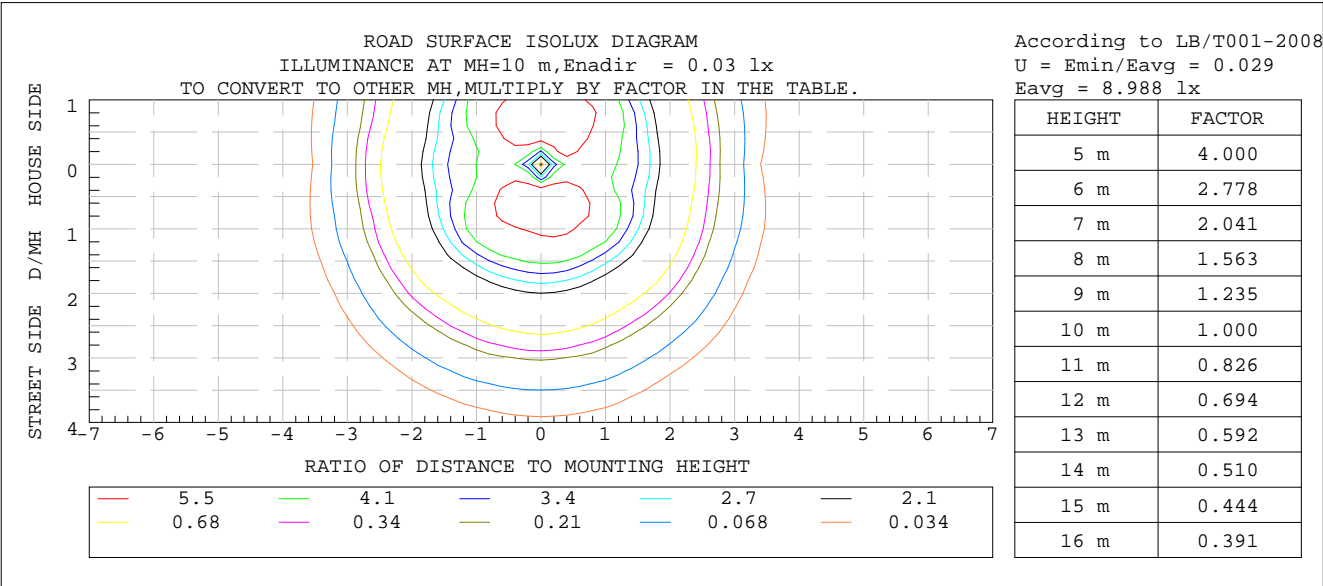 ROAD SURFACE ISOLUX DIAGRAM
ILLUMINANCE AT MH=10 m,Enadir = 0.03 lx
TO CONVERT TO OTHER MH,MULTIPLY BY FACTOR IN THE TABLE.
STREET SIDE D/MH HOUSE SIDE
1
0
1
2
3
4
-7 -6 -5 -4 -3 -2 -1 0 1 2 3 4 5 6 7
RATIO OF DISTANCE TO MOUNTING HEIGHT
5.5 4.1 3.4 2.7 2.1
0.68 0.34 0.21 0.068 0.034
According to LB/T001-2008
U = Emin/Eavg = 0.029
Eavg = 8.988 lx
HEIGHT FACTOR
5 m 4.000
6 m 2.778
7 m 2.041
8 m 1.563
9 m 1.235
10 m 1.000
11 m 0.826
12 m 0.694
13 m 0.592
14 m 0.510
15 m 0.444
16 m 0.391